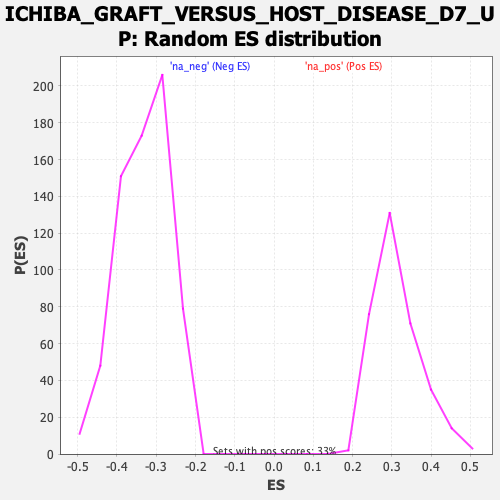 ICHIBA_GRAFT_VERSUS_HOST_DISEASE_D7_U
P: Random ES distribution
'na_neg' (Neg ES) 'na_pos' (Pos ES)
200
180
160
140
120
100
80
60
40
20
0
P(ES)
Sets with pos scores: 33%
-0.5 -0.4 -0.3 -0.2 -0.1 0.0 0.1 0.2 0.3 0.4 0.5
ES